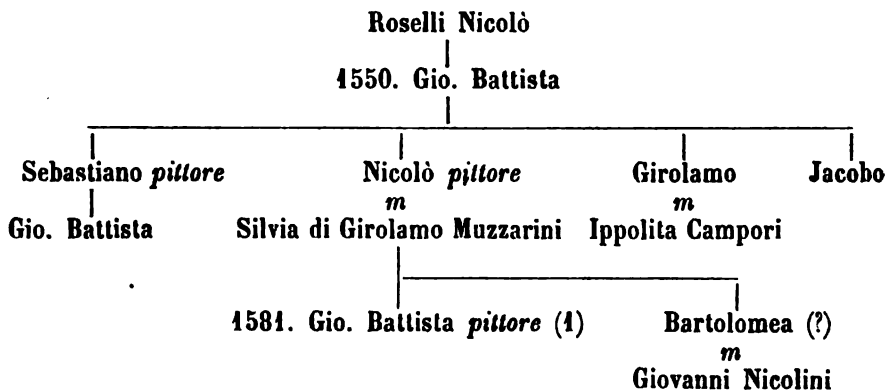 Roselli Nicolò
1550. Gio. Battista
Sebastiano pittore Nicolò pittore Girolamo Jacobo
m m
Gio. Battista Silvia di Girolamo Muzzarini Ippolita Campori
1581. Gio. Battista pittore (1) Bartolomea (?)
m
Giovanni Nicolini